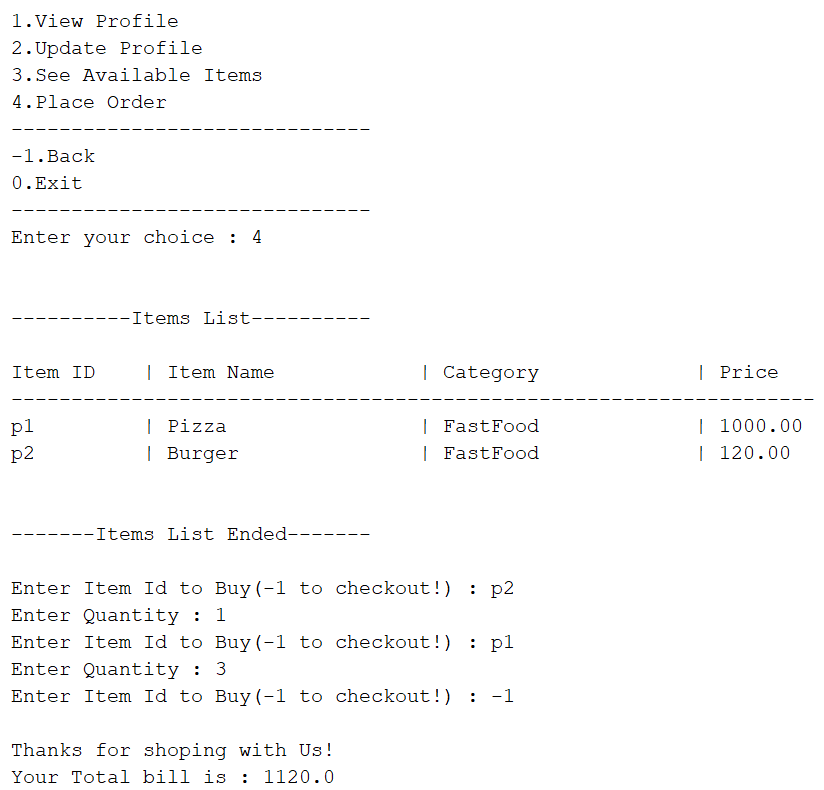 1.View Profile
2.Update Profile
3.See Available Items
4.Place Order
------------------------------
-1.Back
0.Exit
------------------------------
Enter your choice : 4
----------Items List----------
Item ID    | Item Name            | Category             | Price
-------------------------------------------------------------------
p1         | Pizza                | FastFood             | 1000.00
p2         | Burger               | FastFood             | 120.00
-------Items List Ended-------
Enter Item Id to Buy(-1 to checkout!) : p2
Enter Quantity : 1
Enter Item Id to Buy(-1 to checkout!) : p1
Enter Quantity : 3
Enter Item Id to Buy(-1 to checkout!) : -1
Thanks for shoping with Us!
Your Total bill is : 1120.0